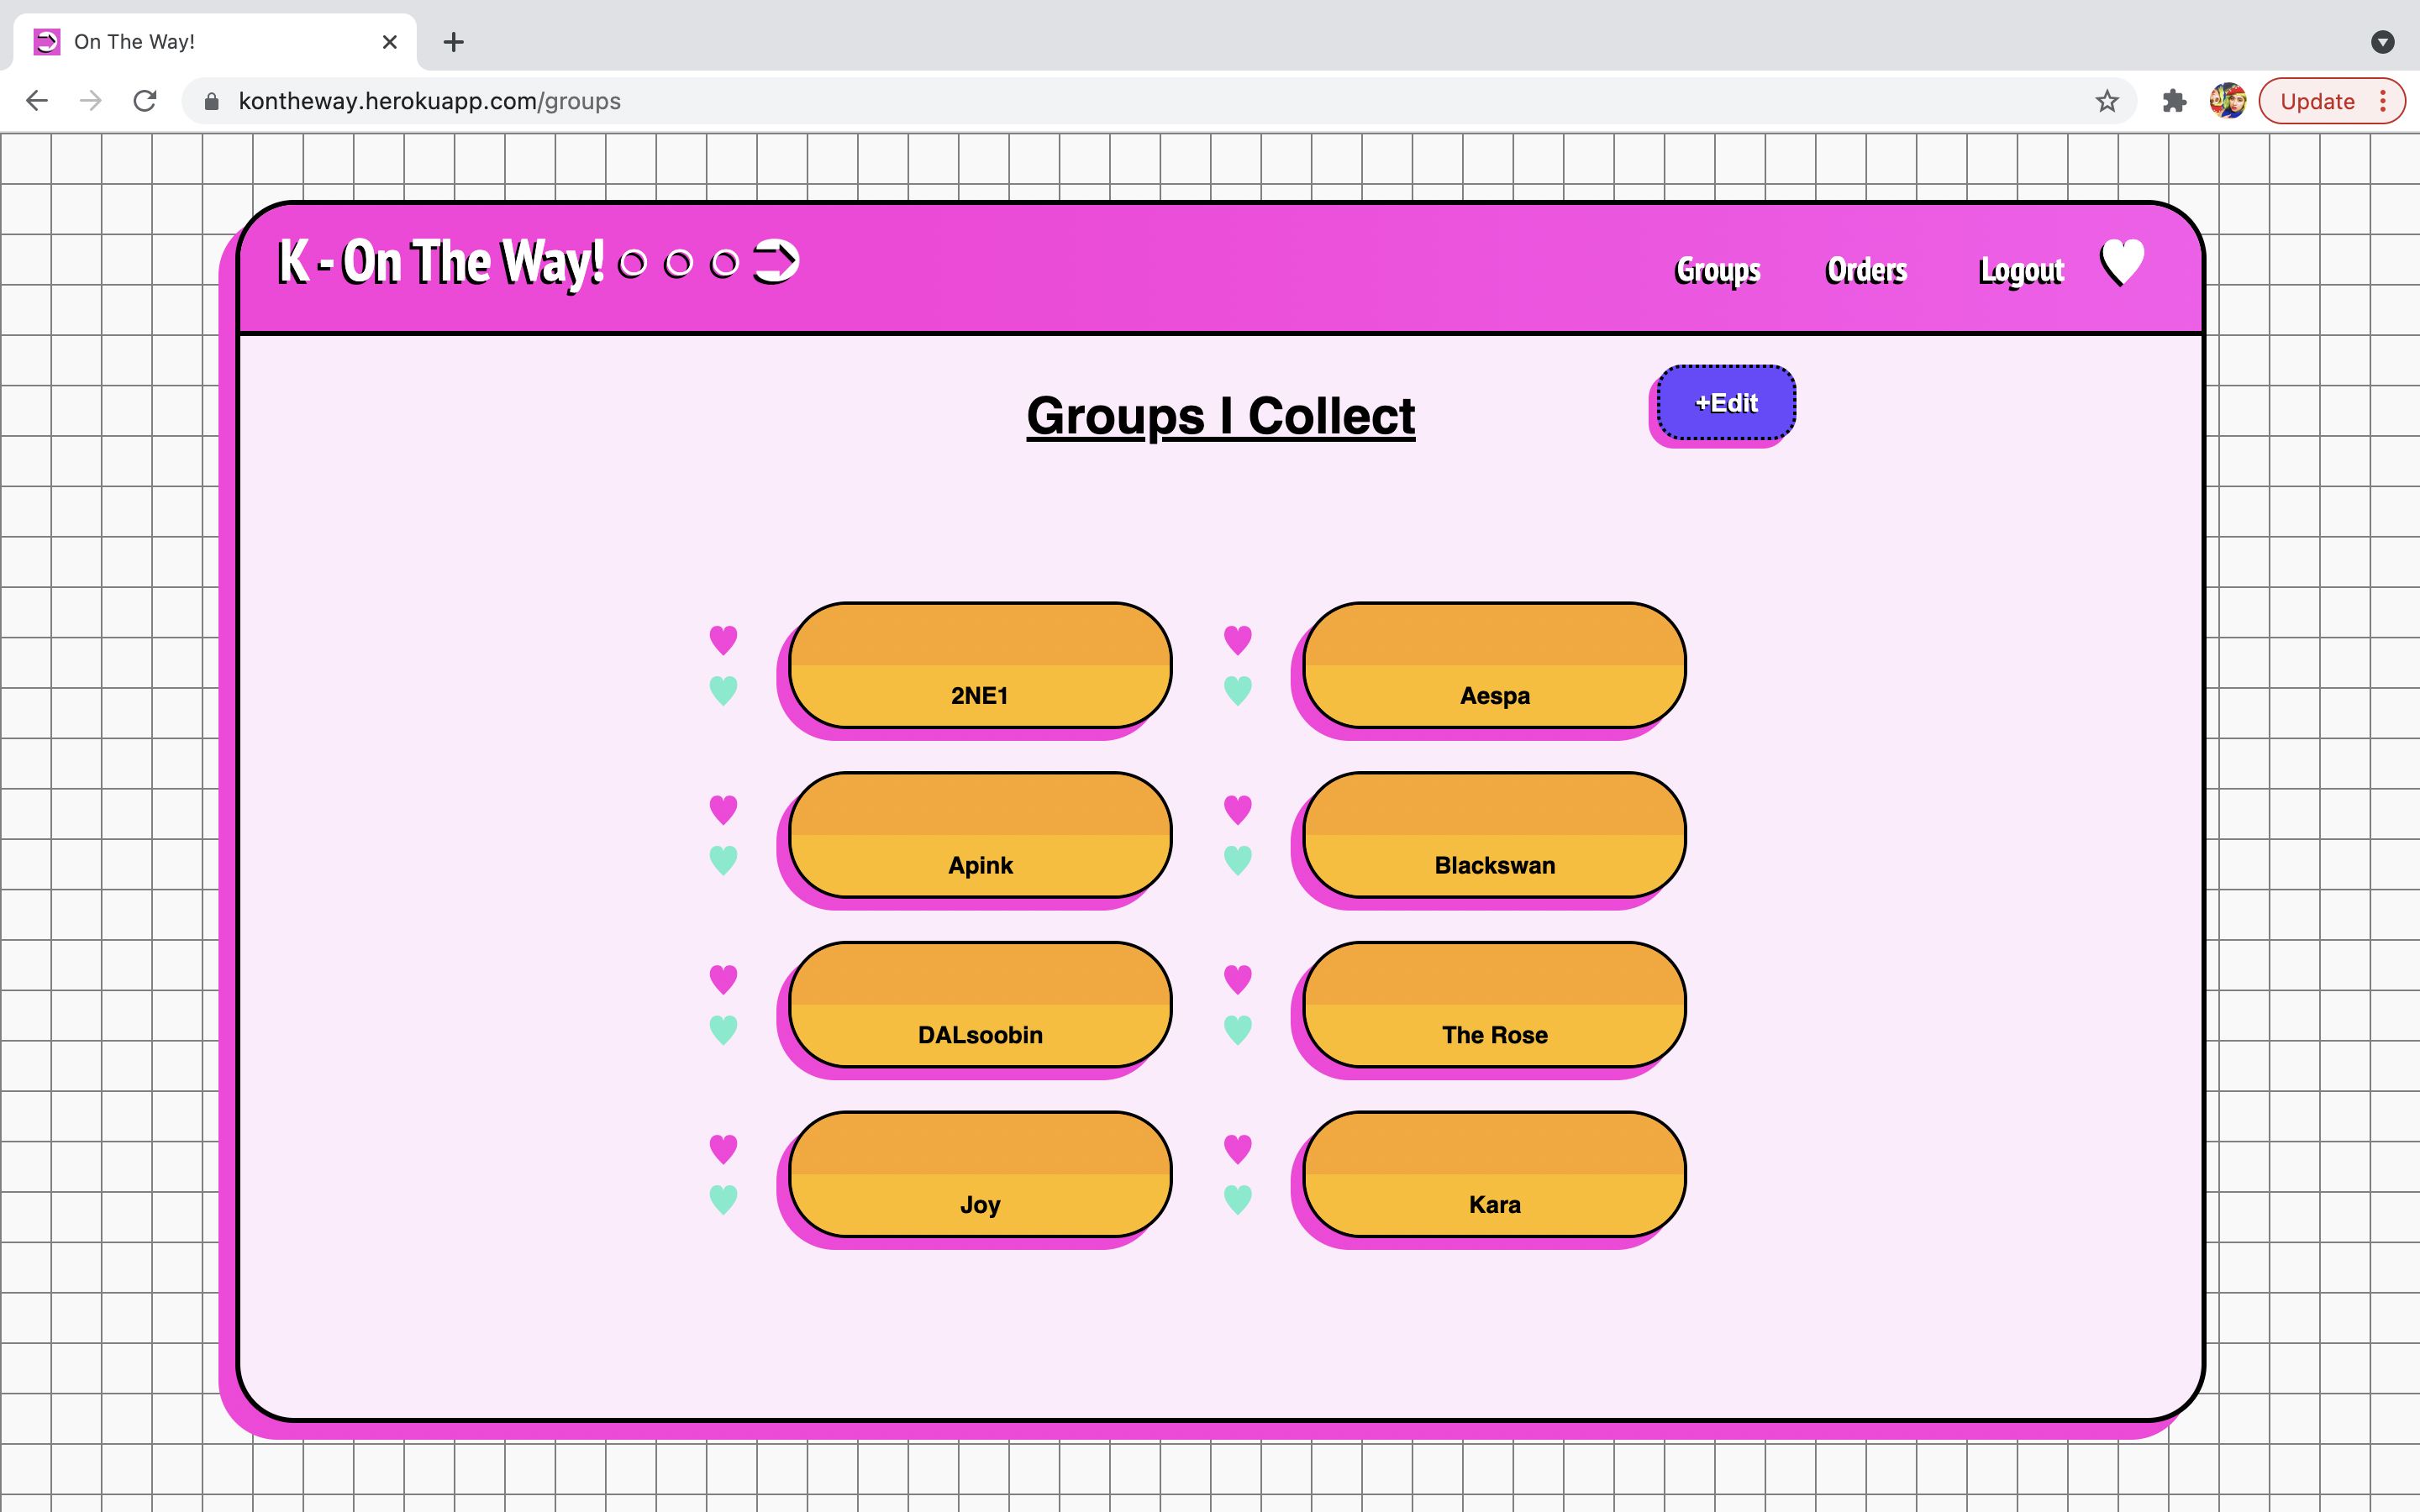 On The Way!
kontheway.herokuapp.com/groups
Update
K - On The Way! ○ ○ ○ ➲
Groups Orders Logout
Groups I Collect
+Edit
2NE1 Aespa
Apink Blackswan
DALsoobin The Rose
Joy Kara